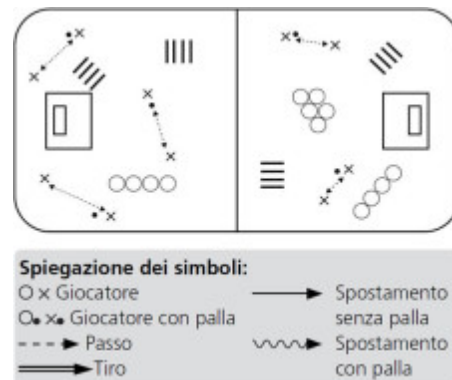 Spiegazione dei simboli:
O x Giocatore
O• x• Giocatore con palla
Passo
Tiro
Spostamento
senza palla
Spostamento
con palla